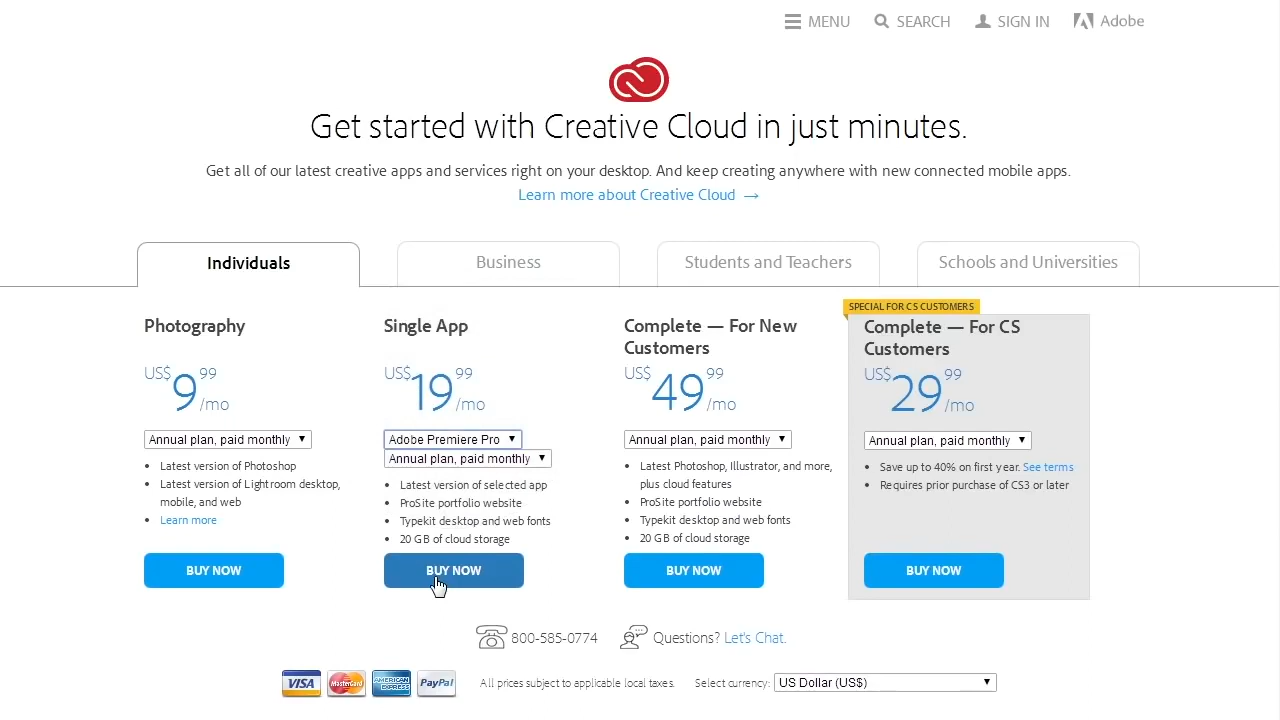 MENU SEARCH SIGN IN Adobe
Get started with Creative Cloud in just minutes.
Get all of our latest creative apps and services right on your desktop. And keep creating anywhere with new connected mobile apps.
Learn more about Creative Cloud →
Individuals
Business
Students and Teachers
Schools and Universities
Photography
US$9 99/mo
Annual plan, paid monthly
• Latest version of Photoshop
• Latest version of Lightroom desktop,
mobile, and web
• Learn more
BUY NOW
Single App
US$19 99/mo
Adobe Premiere Pro
Annual plan, paid monthly
• Latest version of selected app
• ProSite portfolio website
• Typekit desktop and web fonts
• 20 GB of cloud storage
BUY NOW
Complete — For New
Customers
US$49 99/mo
Annual plan, paid monthly
• Latest Photoshop, Illustrator, and more,
plus cloud features
• ProSite portfolio website
• Typekit desktop and web fonts
• 20 GB of cloud storage
BUY NOW
SPECIAL FOR CS CUSTOMERS
Complete — For CS
Customers
US$29 99/mo
Annual plan, paid monthly
• Save up to 40% on first year. See terms
• Requires prior purchase of CS3 or later
BUY NOW
800-585-0774 Questions? Let's Chat.
VISA MasterCard AMERICAN EXPRESS PayPal All prices subject to applicable local taxes. Select currency: US Dollar (US$)